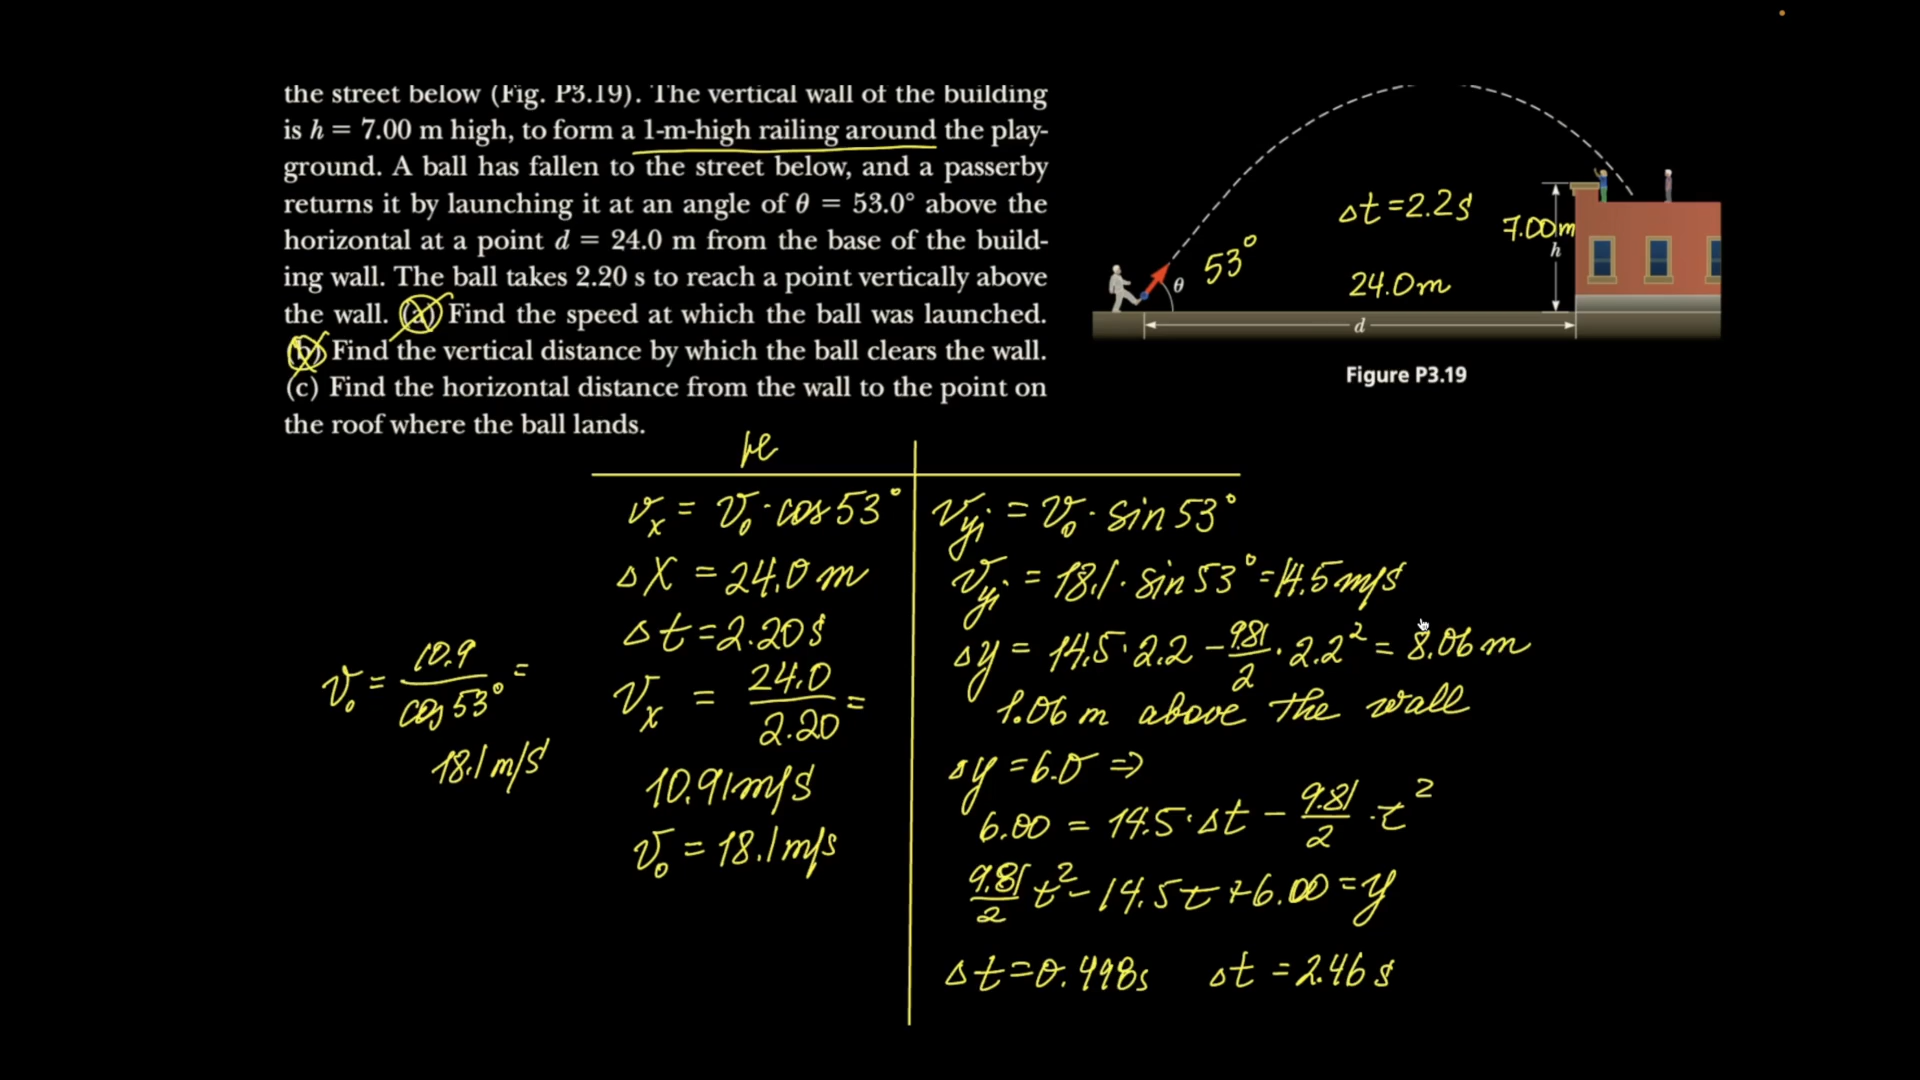 the street below (Fig. P3.19). The vertical wall of the building
is h = 7.00 m high, to form a 1-m-high railing around the play-
ground. A ball has fallen to the street below, and a passerby
returns it by launching it at an angle of θ = 53.0° above the
horizontal at a point d = 24.0 m from the base of the build-
ing wall. The ball takes 2.20 s to reach a point vertically above
the wall. (a) Find the speed at which the ball was launched.
(b) Find the vertical distance by which the ball clears the wall.
(c) Find the horizontal distance from the wall to the point on
the roof where the ball lands.
Δt = 2.2 s
7.00 m
h
53°
θ
24.0 m
d
Figure P3.19
v₀ = 10.9 / cos 53° =
18.1 m/s
vₓ = v₀ · cos 53°
ΔX = 24.0 m
Δt = 2.20 s
vₓ = 24.0 / 2.20 =
10.91 m/s
v₀ = 18.1 m/s
v_yi = v₀ · sin 53°
v_yi = 18.1 · sin 53° = 14.5 m/s
Δy = 14.5 · 2.2 − 9.81/2 · 2.2² = 8.06 m
1.06 m above the wall
Δy = 6.0 ⇒
6.00 = 14.5 · Δt − 9.81/2 · t²
9.81/2 t² − 14.5t + 6.00 = y
Δt = 0.498 s Δt = 2.46 s